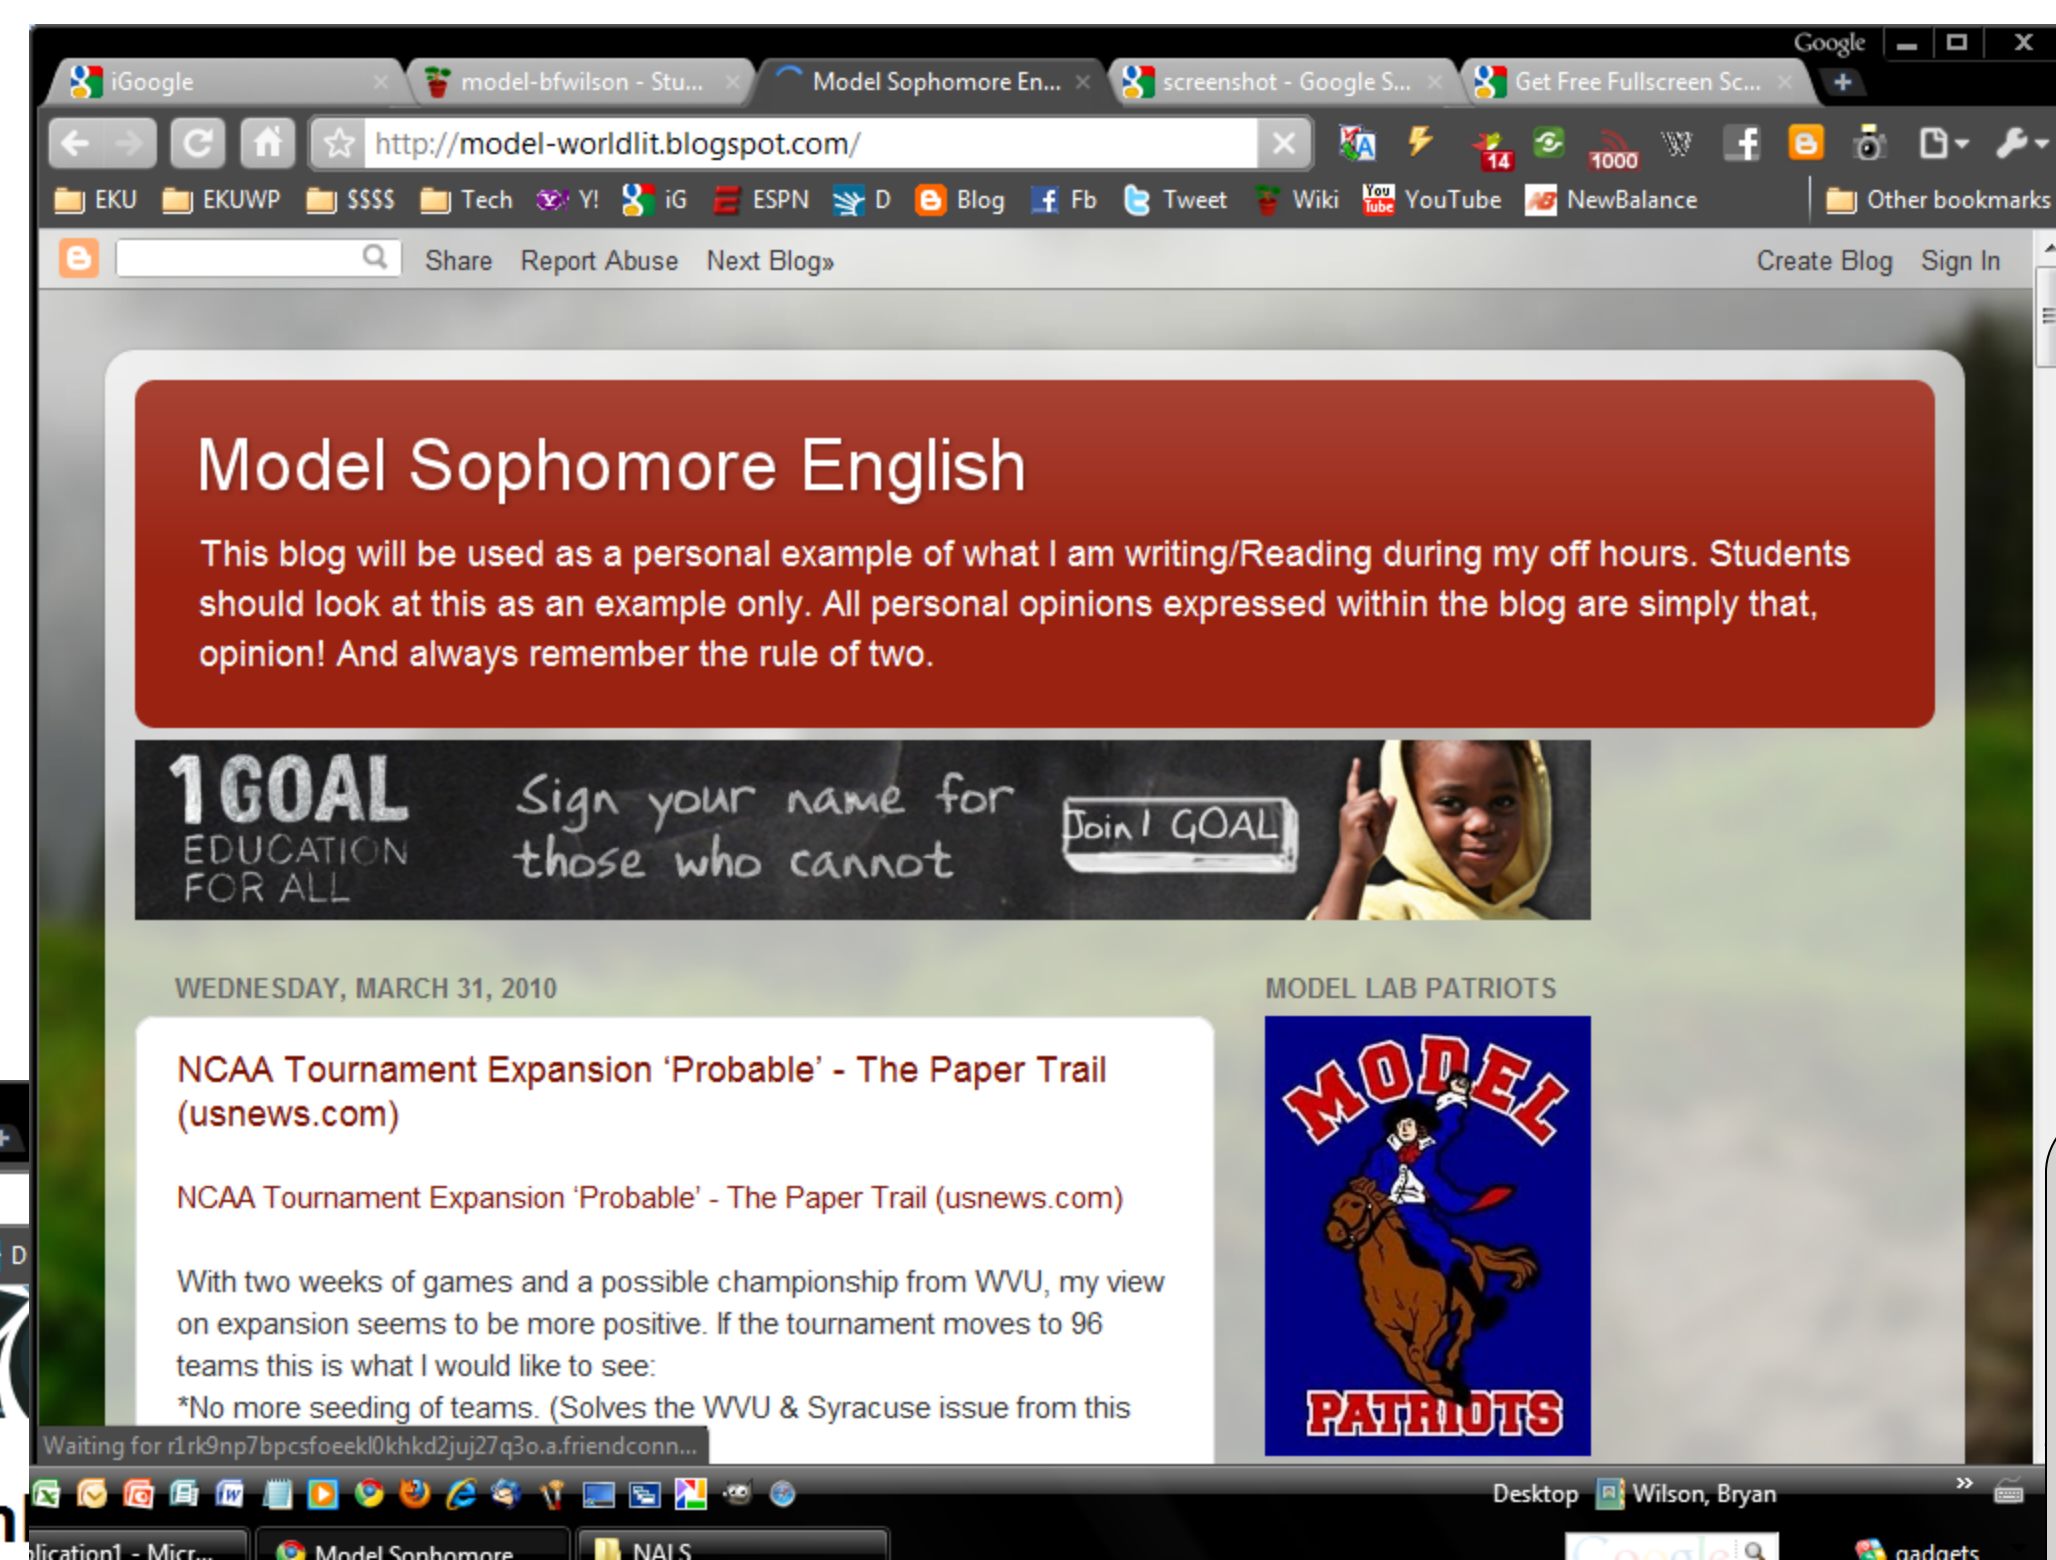 Google
iGoogle
model-bfwilson - Stu...
Model Sophomore En...
screenshot - Google S...
Get Free Fullscreen Sc...
http://model-worldlit.blogspot.com/
14
1000
EKU EKUWP $$$$ Tech Y! iG ESPN D Blog Fb Tweet Wiki YouTube NewBalance Other bookmarks
Share Report Abuse Next Blog» Create Blog Sign In
Model Sophomore English
This blog will be used as a personal example of what I am writing/Reading during my off hours. Students
should look at this as an example only. All personal opinions expressed within the blog are simply that,
opinion! And always remember the rule of two.
1GOAL
EDUCATION
FOR ALL
Sign your name for
those who cannot
Join 1 GOAL
WEDNESDAY, MARCH 31, 2010
NCAA Tournament Expansion ‘Probable’ - The Paper Trail
(usnews.com)
NCAA Tournament Expansion ‘Probable’ - The Paper Trail (usnews.com)
With two weeks of games and a possible championship from WVU, my view
on expansion seems to be more positive. If the tournament moves to 96
teams this is what I would like to see:
*No more seeding of teams. (Solves the WVU & Syracuse issue from this
MODEL LAB PATRIOTS
MODEL
PATRIOTS
D
Waiting for r1rk9np7bpcsfoeekl0khkd2juj27q3o.a.friendconn...
Desktop Wilson, Bryan »
lication1 - Micr...
Model Sophomore
NALS
Google
gadgets